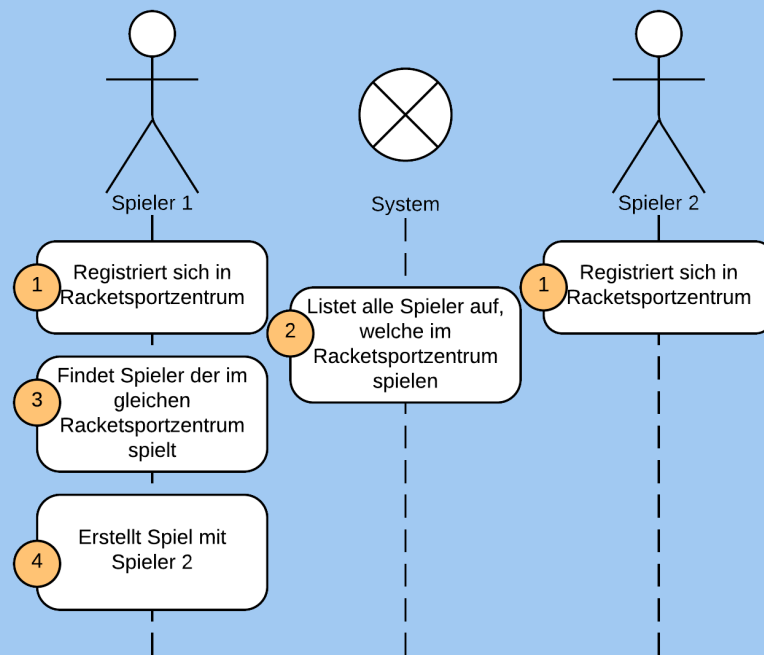 Spieler 1
System
Spieler 2
1
Registriert sich in
Racketsportzentrum
1
Registriert sich in
Racketsportzentrum
2
Listet alle Spieler auf,
welche im
Racketsportzentrum
spielen
3
Findet Spieler der im
gleichen
Racketsportzentrum
spielt
4
Erstellt Spiel mit
Spieler 2